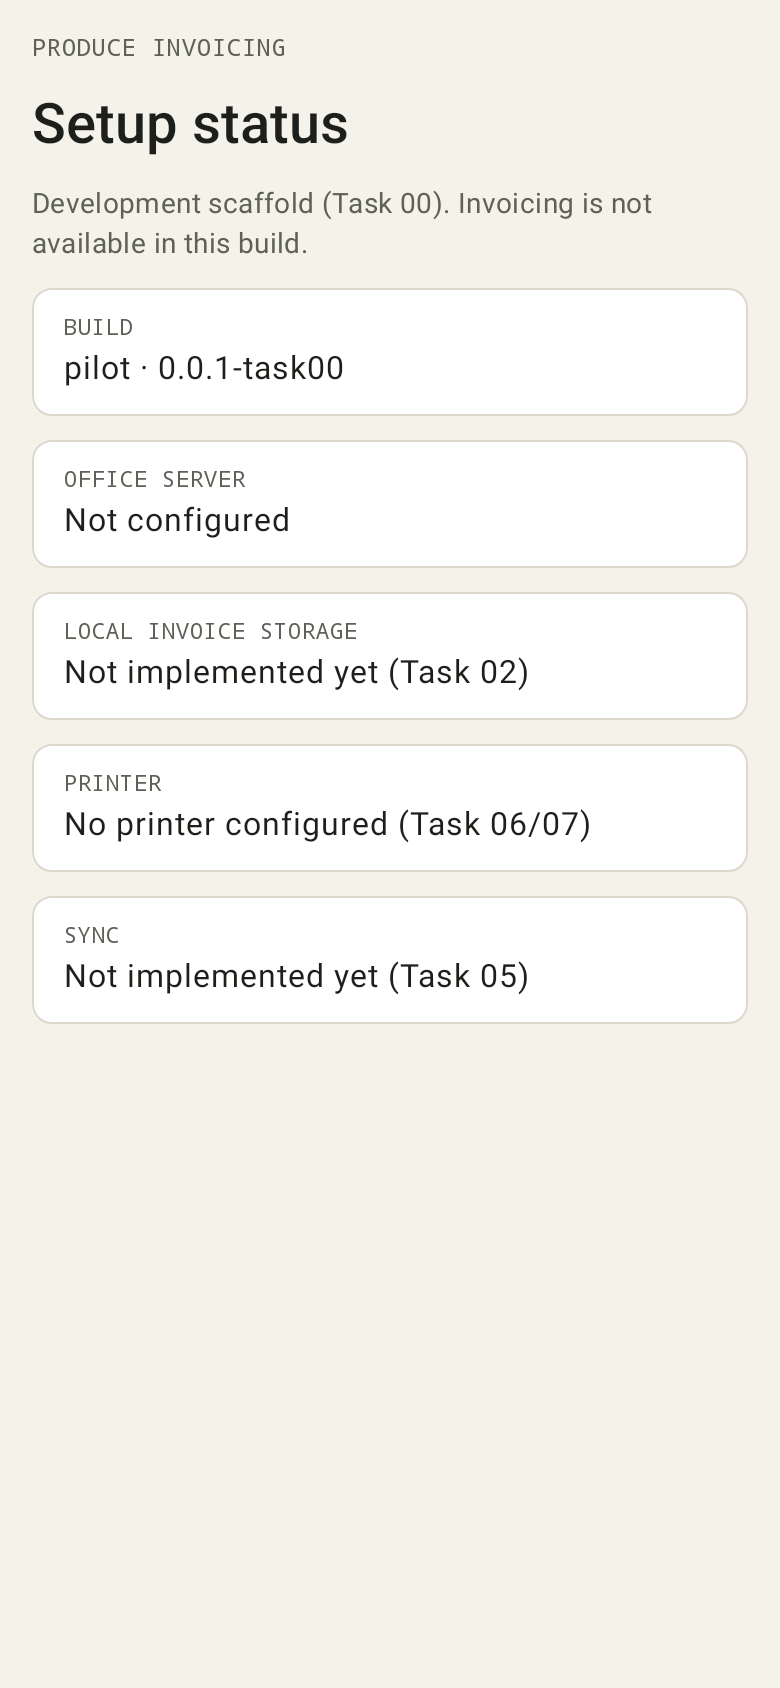 PRODUCE INVOICING
Setup status
Development scaffold (Task 00). Invoicing is not
available in this build.
BUILD
pilot · 0.0.1-task00
OFFICE SERVER
Not configured
LOCAL INVOICE STORAGE
Not implemented yet (Task 02)
PRINTER
No printer configured (Task 06/07)
SYNC
Not implemented yet (Task 05)